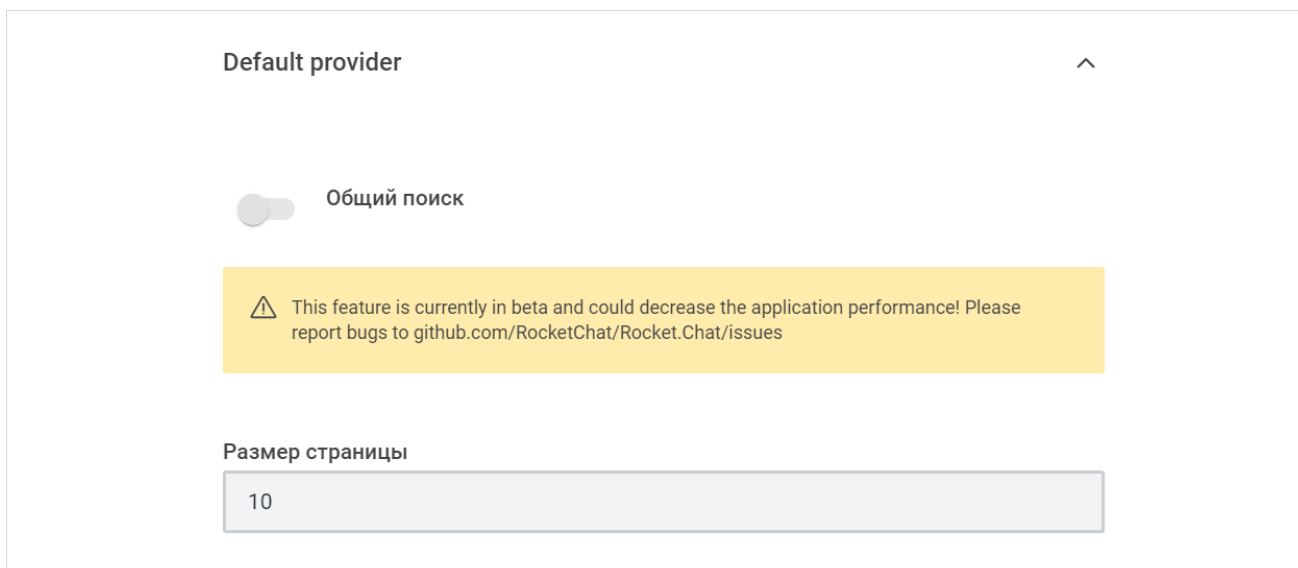 Default provider
Общий поиск
This feature is currently in beta and could decrease the application performance! Please
report bugs to github.com/RocketChat/Rocket.Chat/issues
Размер страницы
10